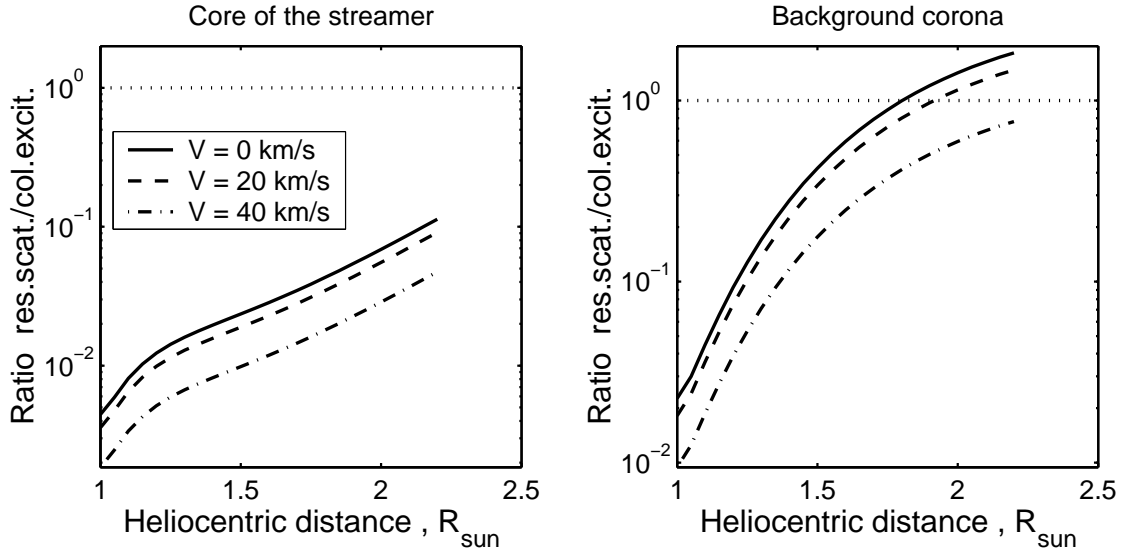 Core of the streamer
Ratio res.scat./col.excit.
10^0
10^-1
10^-2
V = 0 km/s
V = 20 km/s
V = 40 km/s
1 1.5 2 2.5
Heliocentric distance , R_sun
Background corona
Ratio res.scat./col.excit.
10^0
10^-1
10^-2
1 1.5 2 2.5
Heliocentric distance , R_sun